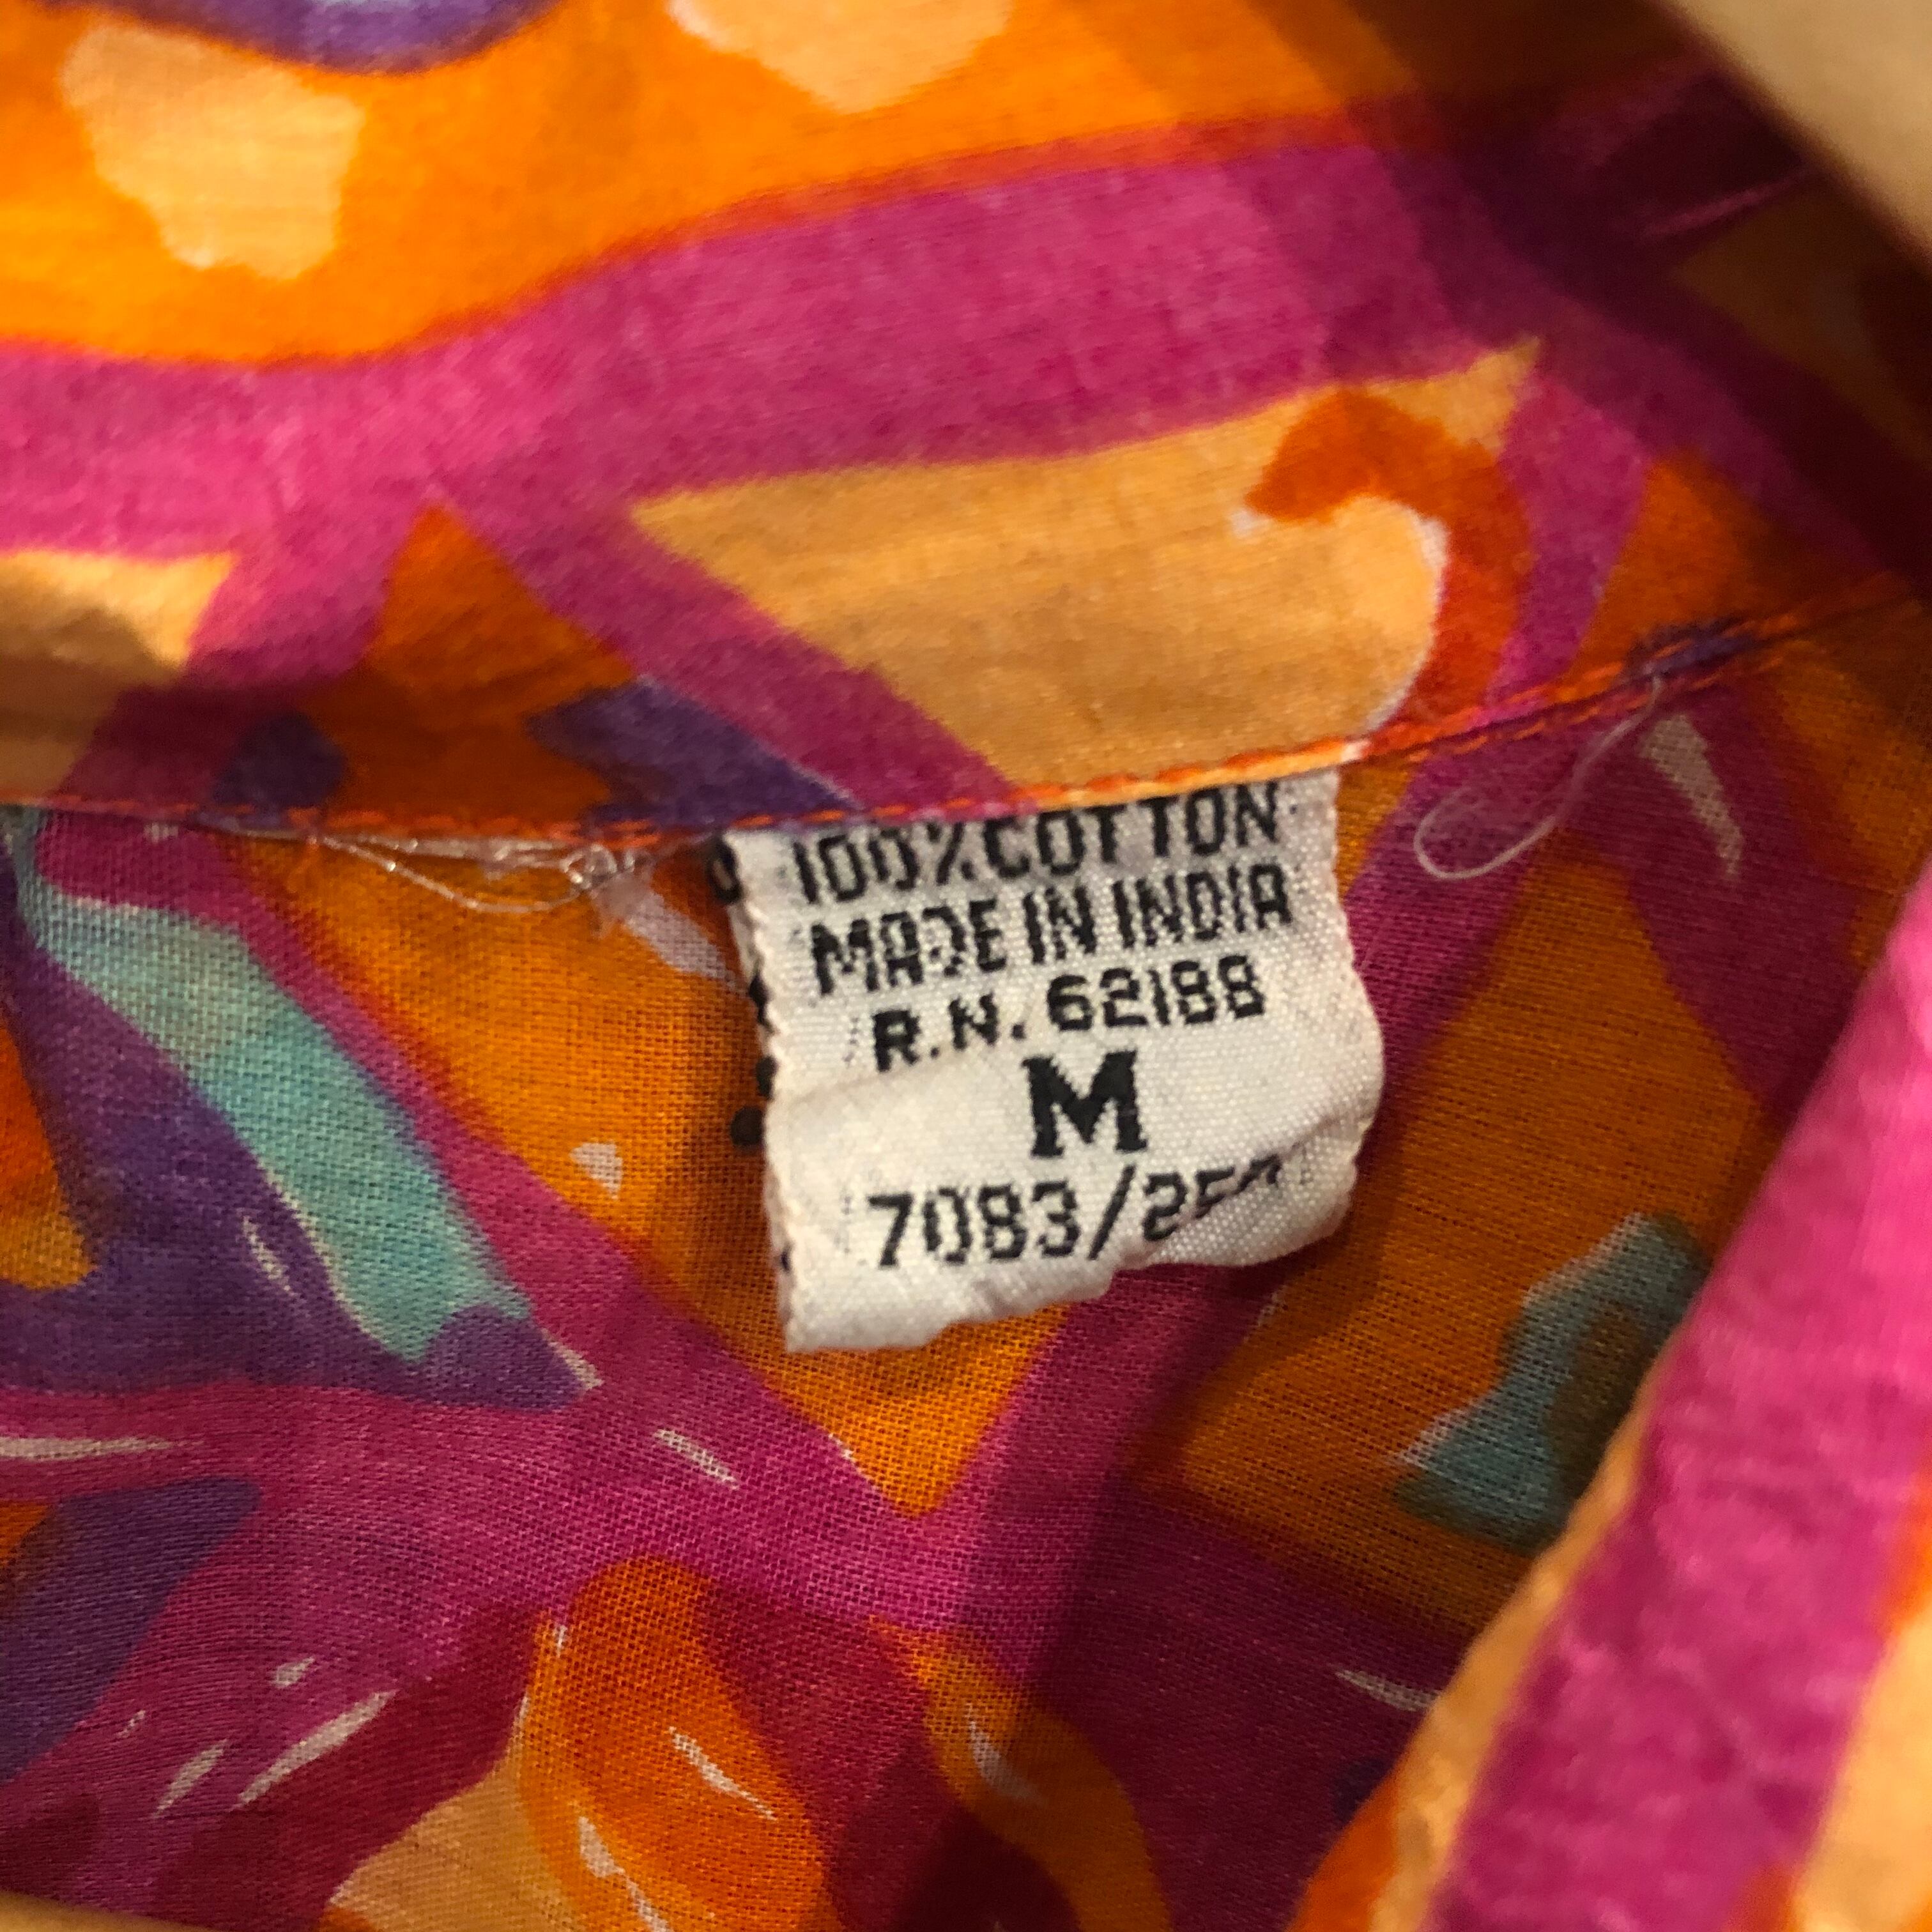 100% COTTON
MADE IN INDIA
R.N. 62188
M